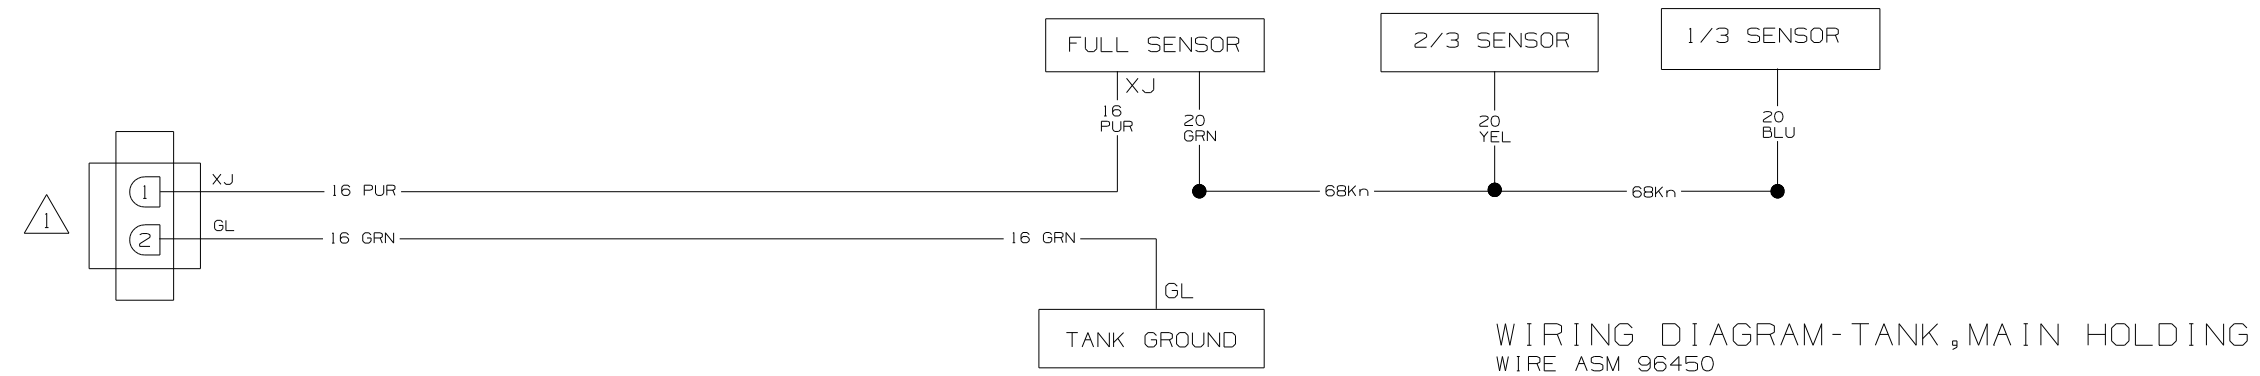 FULL SENSOR
2/3 SENSOR
1/3 SENSOR
XJ
16
PUR
20
GRN
20
YEL
20
BLU
1
1
XJ
16 PUR
68Kn
68Kn
2
GL
16 GRN
16 GRN
GL
TANK GROUND
WIRING DIAGRAM-TANK,MAIN HOLDING
WIRE ASM 96450